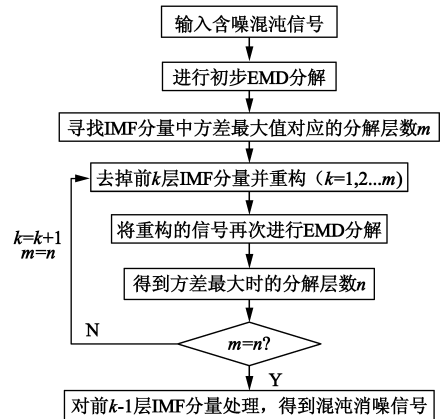 输入含噪混沌信号
进行初步EMD分解
寻找IMF分量中方差最大值对应的分解层数m
去掉前k层IMF分量并重构（k=1,2...m)
k=k+1
m=n
将重构的信号再次进行EMD分解
得到方差最大时的分解层数n
N
m=n?
Y
对前k-1层IMF分量处理，得到混沌消噪信号